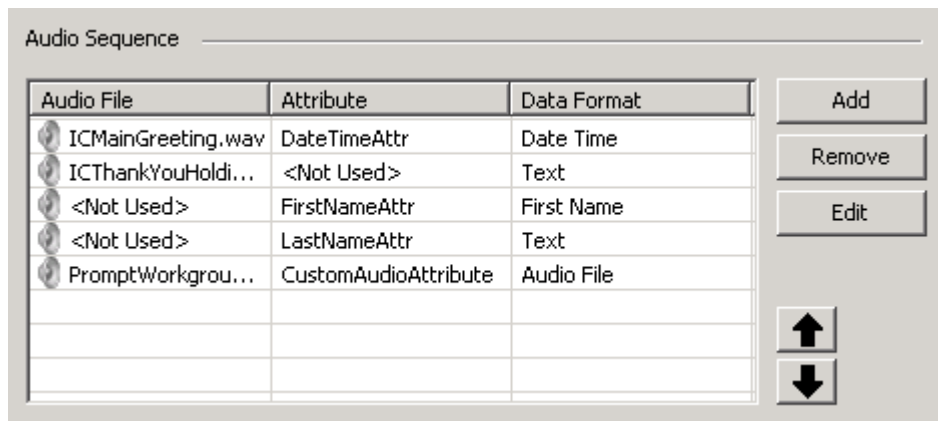 Audio Sequence
Audio File Attribute Data Format Add
ICMainGreeting.wav DateTimeAttr Date Time
ICThankYouHoldi... <Not Used> Text Remove
<Not Used> FirstNameAttr First Name Edit
<Not Used> LastNameAttr Text
PromptWorkgrou... CustomAudioAttribute Audio File